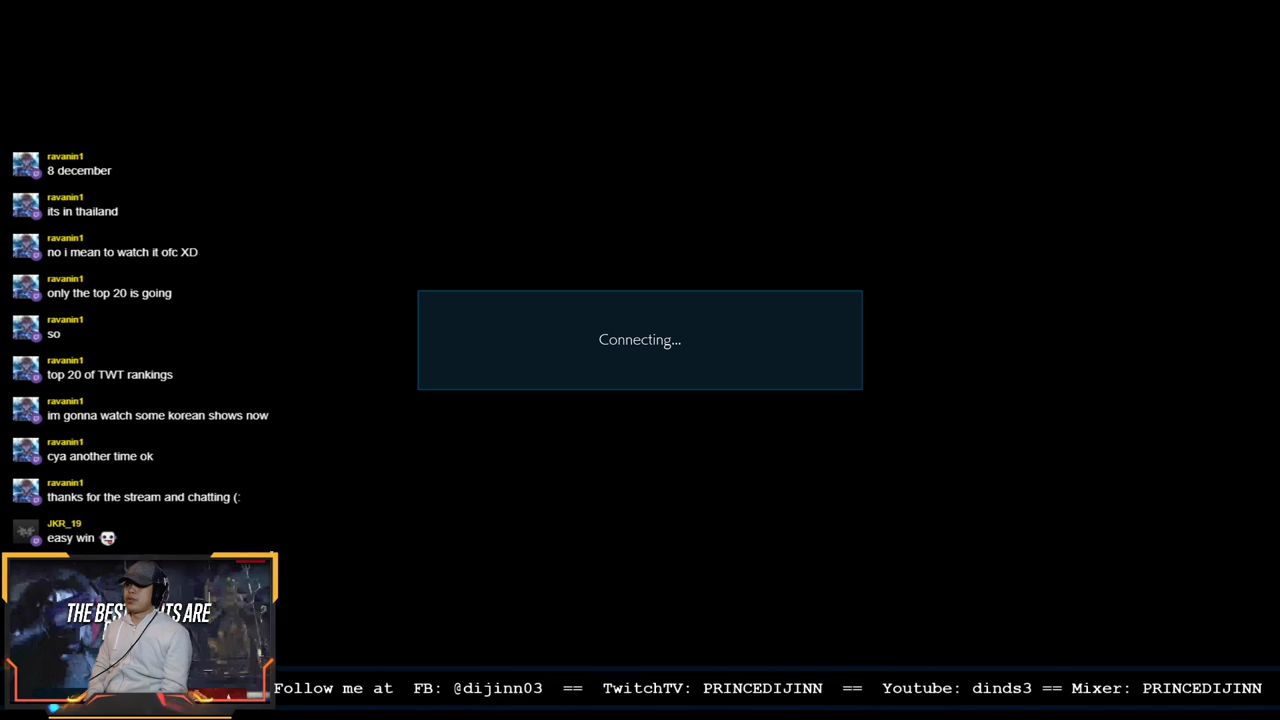 ravanin1
8 december
ravanin1
its in thailand
ravanin1
no i mean to watch it ofc XD
ravanin1
only the top 20 is going
ravanin1
so
ravanin1
top 20 of TWT rankings
ravanin1
im gonna watch some korean shows now
ravanin1
cya another time ok
ravanin1
thanks for the stream and chatting (:
JKR_19
easy win
Connecting...
THE BEST ARE
Follow me at FB: @dijinn03 == TwitchTV: PRINCEDIJINN == Youtube: dinds3 == Mixer: PRINCEDIJINN